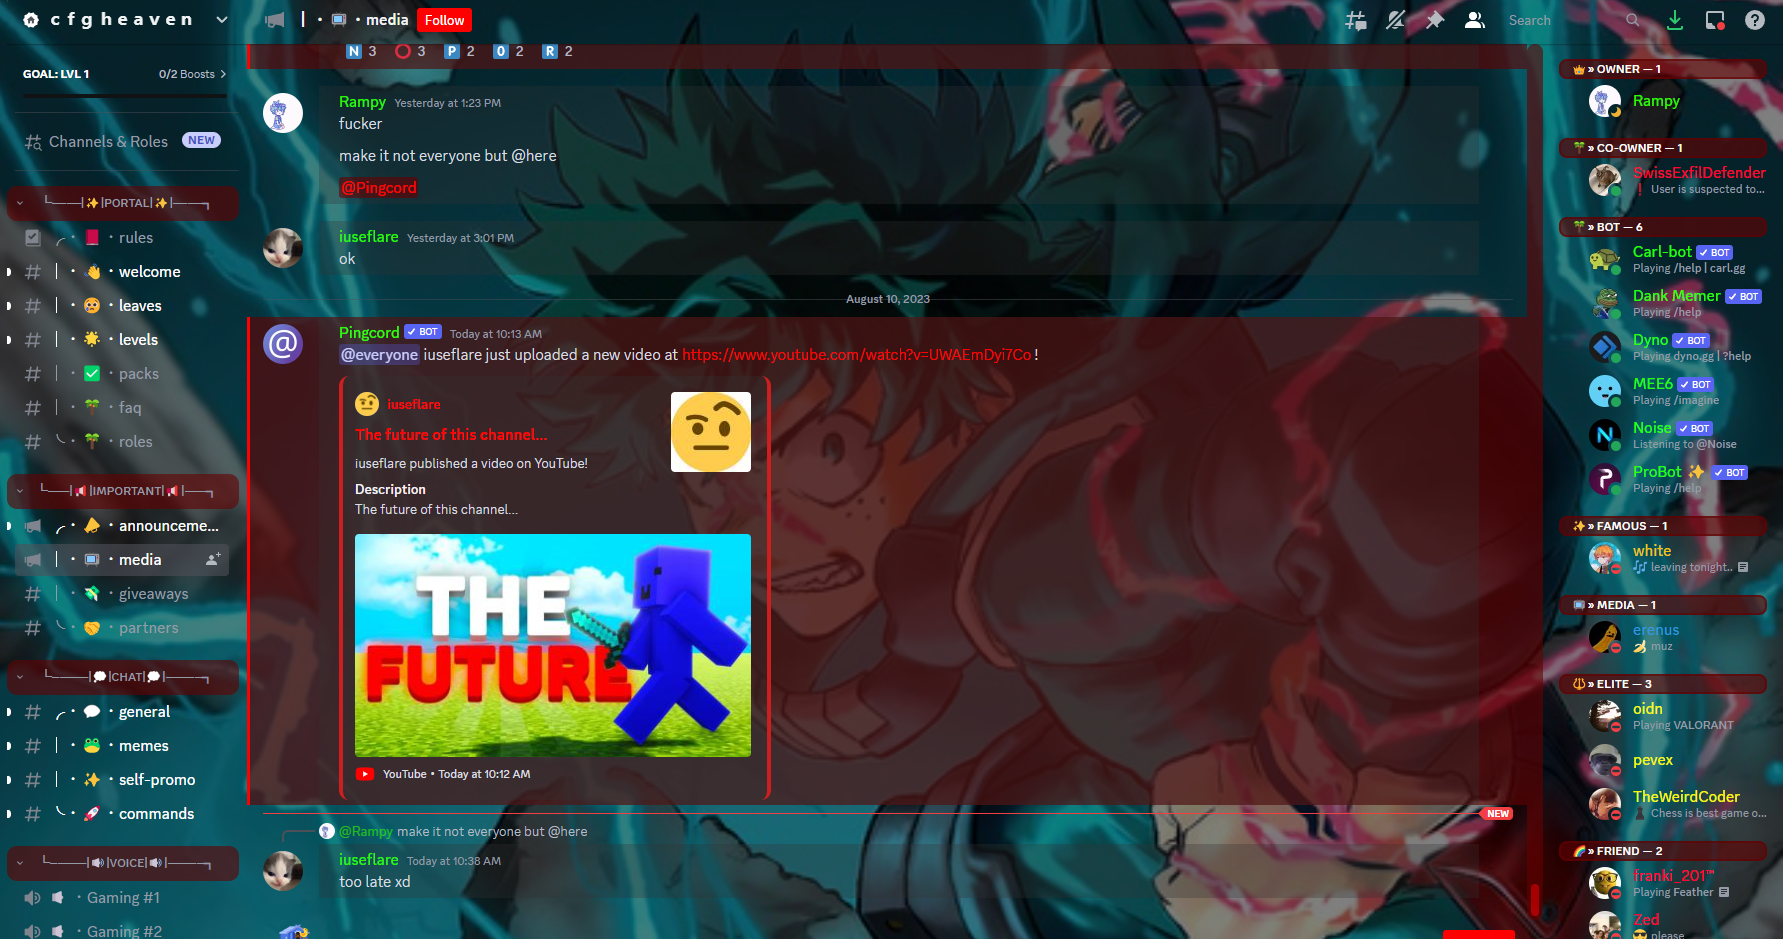 cfgheaven
GOAL: LVL 1
0/2 Boosts
Channels & Roles
NEW
PORTAL
rules
welcome
leaves
levels
packs
faq
roles
IMPORTANT
announceme...
media
giveaways
partners
CHAT
general
memes
self-promo
commands
VOICE
Gaming #1
Gaming #2
media
Follow
Search
N 3 3 P 2 O 2 R 2
Rampy Yesterday at 1:23 PM
fucker
make it not everyone but @here
@Pingcord
iuseflare Yesterday at 3:01 PM
ok
August 10, 2023
Pingcord BOT Today at 10:13 AM
@everyone iuseflare just uploaded a new video at https://www.youtube.com/watch?v=UWAEmDyi7Co !
iuseflare
The future of this channel...
iuseflare published a video on YouTube!
Description
The future of this channel...
THE
FUTURE
YouTube • Today at 10:12 AM
NEW
@Rampy make it not everyone but @here
iuseflare Today at 10:38 AM
too late xd
» OWNER — 1
Rampy
» CO-OWNER — 1
SwissExfilDefender
User is suspected to...
» BOT — 6
Carl-bot BOT
Playing /help | carl.gg
Dank Memer BOT
Playing /help
Dyno BOT
Playing dyno.gg | ?help
MEE6 BOT
Playing /imagine
Noise BOT
Listening to @Noise
ProBot ✨ BOT
Playing /help
» FAMOUS — 1
white
leaving tonight..
» MEDIA — 1
erenus
muz
» ELITE — 3
oidn
Playing VALORANT
pevex
TheWeirdCoder
Chess is best game o...
» FRIEND — 2
franki_201™
Playing Feather
Zed
please